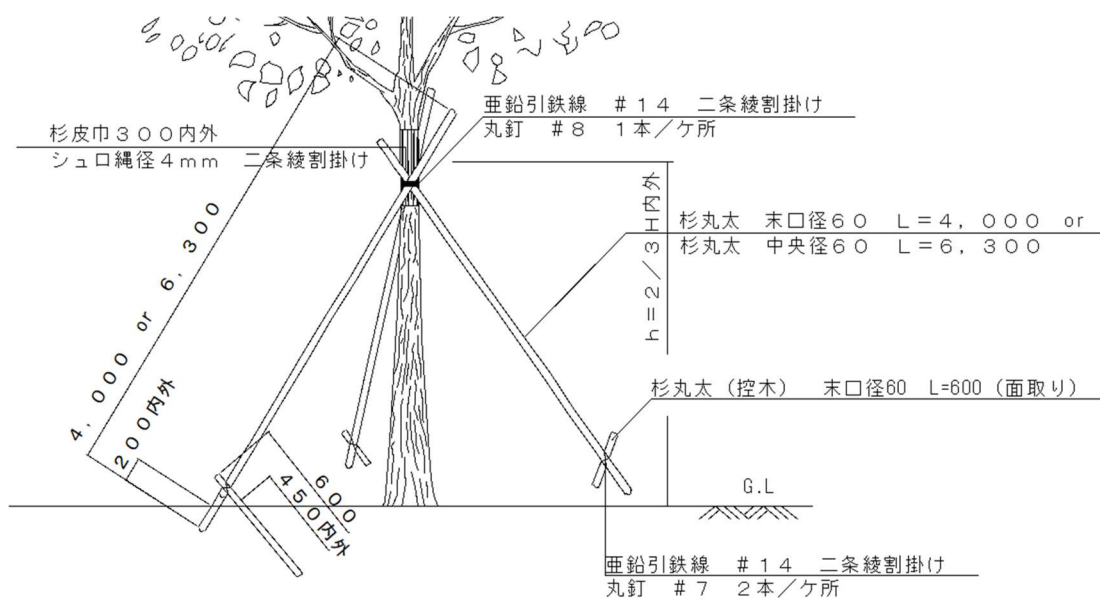 亜鉛引鉄線 ＃１４ 二条綾割掛け
丸釘 ＃８ １本／ケ所
杉皮巾３００内外
シュロ縄径４mm 二条綾割掛け
杉丸太 末口径６０ Ｌ＝４，０００ or
杉丸太 中央径６０ Ｌ＝６，３００
ｈ＝２／３Ｈ内外
４，０００ or ６，３００
２００内外
杉丸太（控木） 末口径60 L=600（面取り）
６００
４５０内外
G.L
亜鉛引鉄線 ＃１４ 二条綾割掛け
丸釘 ＃７ ２本／ケ所